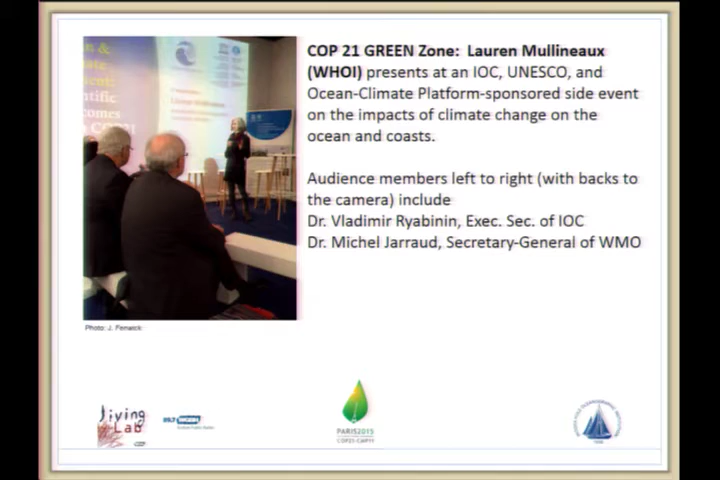 COP 21 GREEN Zone: Lauren Mullineaux
(WHOI) presents at an IOC, UNESCO, and
Ocean-Climate Platform-sponsored side event
on the impacts of climate change on the
ocean and coasts.
Audience members left to right (with backs to
the camera) include
Dr. Vladimir Ryabinin, Exec. Sec. of IOC
Dr. Michel Jarraud, Secretary-General of WMO
Photo: J. Fenwick
Living
Lab
PARIS2015
COP21·CMP11